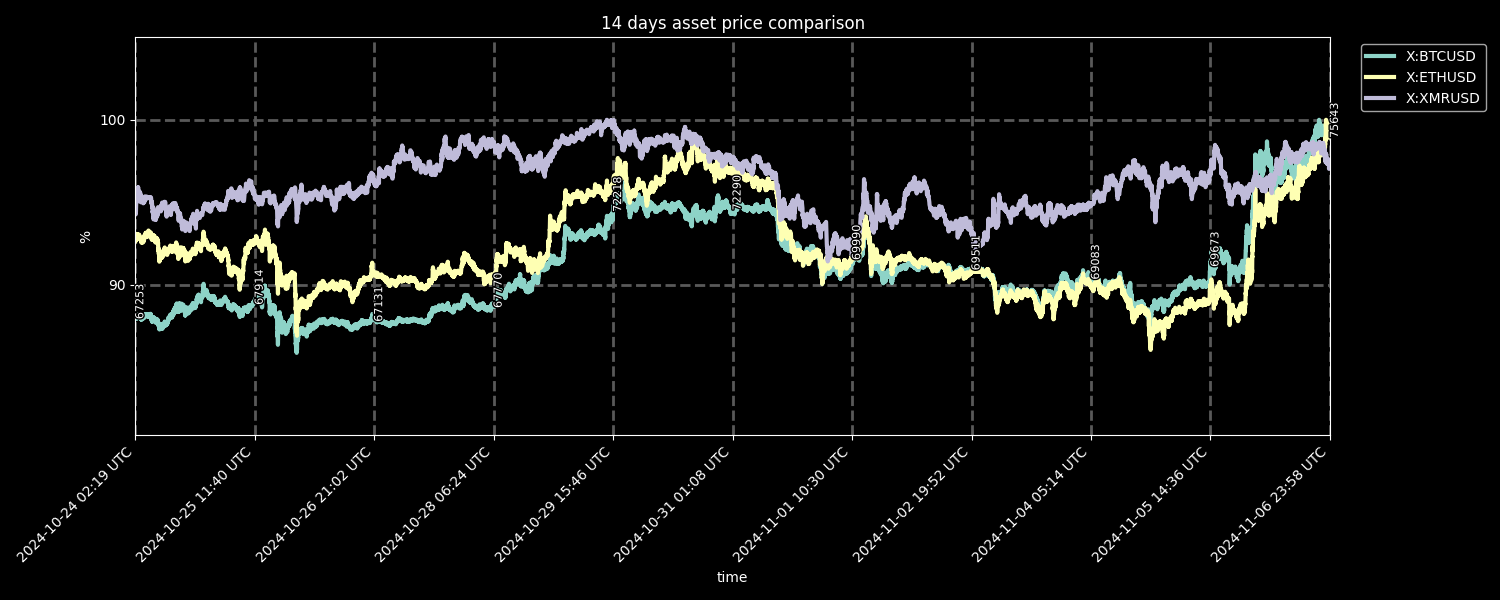 14 days asset price comparison
X:BTCUSD
X:ETHUSD
X:XMRUSD
100
90
%
67253
67914
67131
67770
72218
72290
69990
69511
69083
69673
75643
2024-10-24 02:19 UTC
2024-10-25 11:40 UTC
2024-10-26 21:02 UTC
2024-10-28 06:24 UTC
2024-10-29 15:46 UTC
2024-10-31 01:08 UTC
2024-11-01 10:30 UTC
2024-11-02 19:52 UTC
2024-11-04 05:14 UTC
2024-11-05 14:36 UTC
2024-11-06 23:58 UTC
time